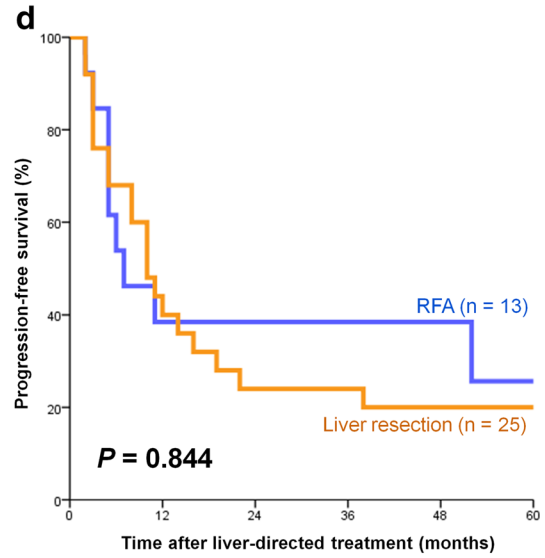 d
Progression-free survival (%)
100
80
60
40
20
0
RFA (n = 13)
Liver resection (n = 25)
P = 0.844
0 12 24 36 48 60
Time after liver-directed treatment (months)